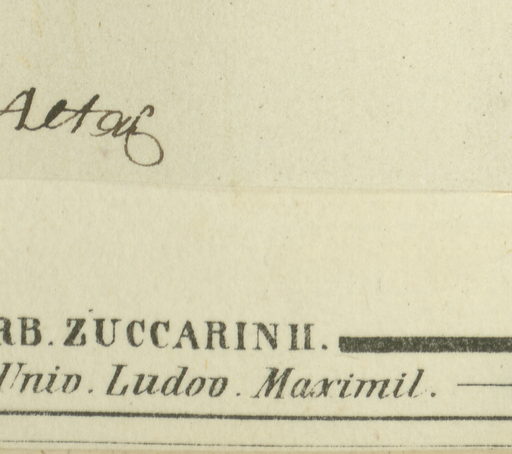 Altai
RB. ZUCCARINII.
Univ. Ludov. Maximil.